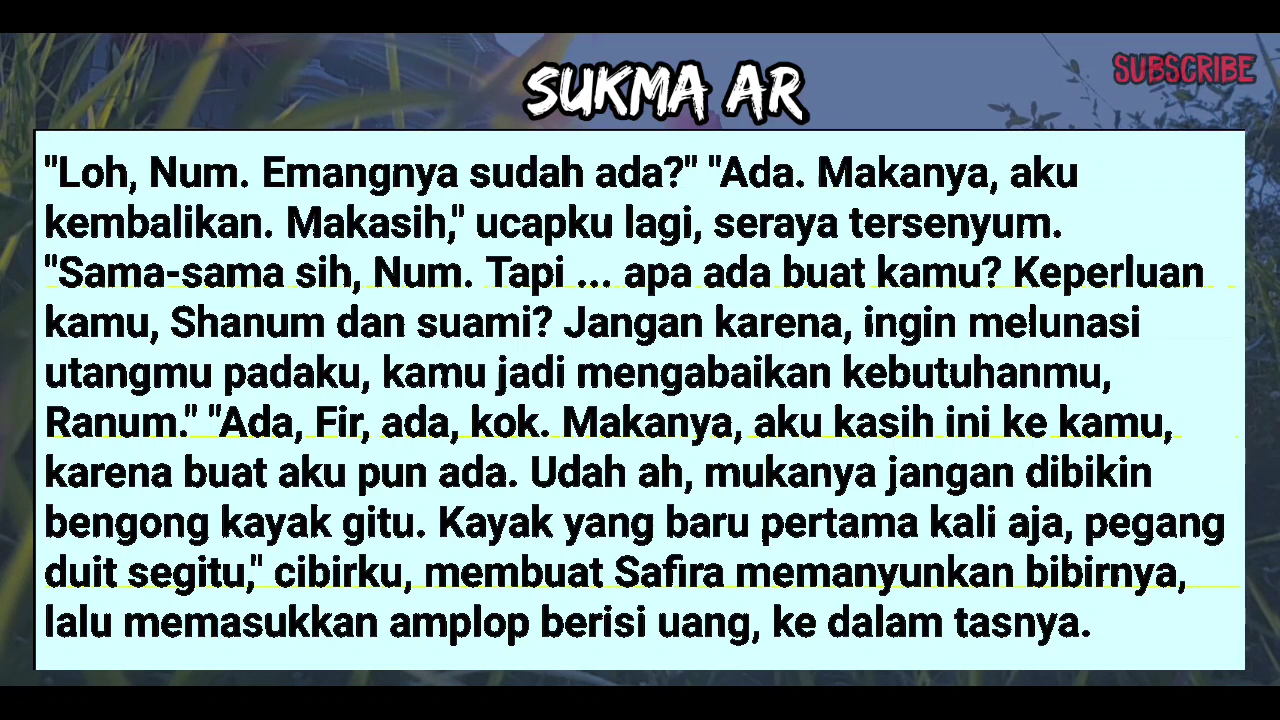 SUKMA AR
SUBSCRIBE
"Loh, Num. Emangnya sudah ada?" "Ada. Makanya, aku
kembalikan. Makasih," ucapku lagi, seraya tersenyum.
"Sama-sama sih, Num. Tapi ... apa ada buat kamu? Keperluan
kamu, Shanum dan suami? Jangan karena, ingin melunasi
utangmu padaku, kamu jadi mengabaikan kebutuhanmu,
Ranum." "Ada, Fir, ada, kok. Makanya, aku kasih ini ke kamu,
karena buat aku pun ada. Udah ah, mukanya jangan dibikin
bengong kayak gitu. Kayak yang baru pertama kali aja, pegang
duit segitu," cibirku, membuat Safira memanyunkan bibirnya,
lalu memasukkan amplop berisi uang, ke dalam tasnya.